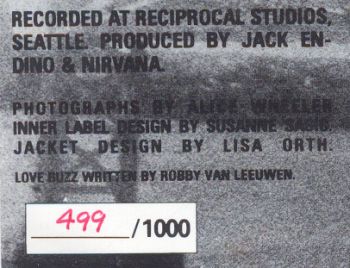 RECORDED AT RECIPROCAL STUDIOS,
SEATTLE. PRODUCED BY JACK EN-
DINO & NIRVANA.
PHOTOGRAPHS BY ALICE WHEELER
INNER LABEL DESIGN BY SUSANNE SASIC.
JACKET DESIGN BY LISA ORTH.
LOVE BUZZ WRITTEN BY ROBBY VAN LEEUWEN.
499 /1000